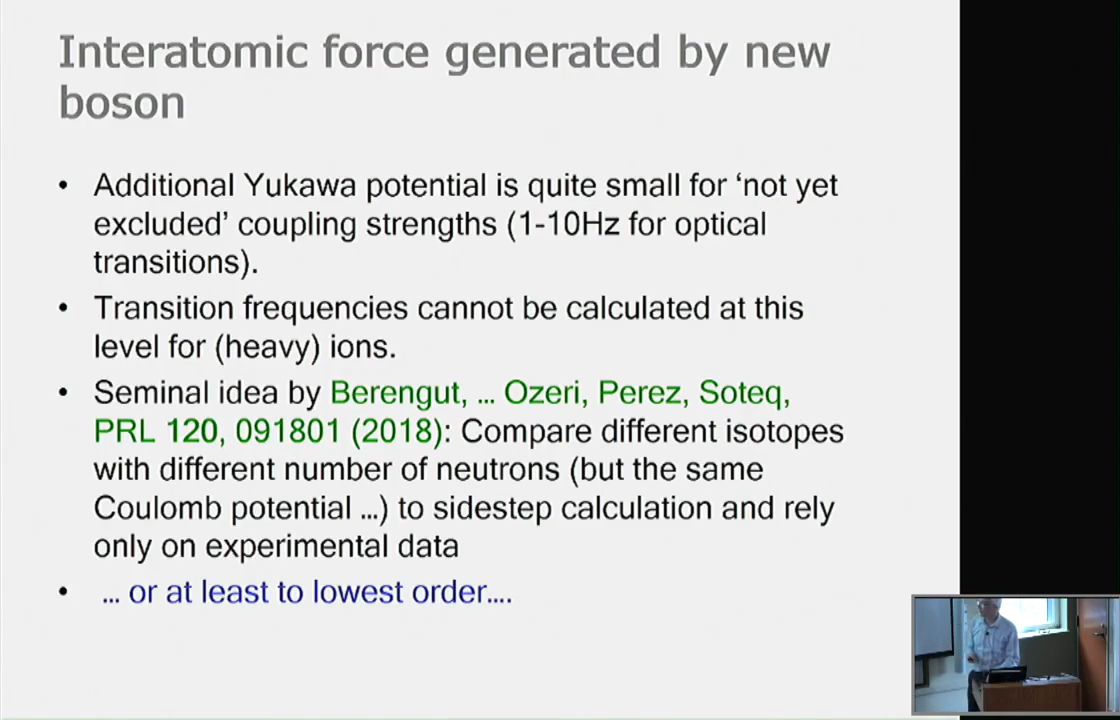 Interatomic force generated by new
boson
• Additional Yukawa potential is quite small for ‘not yet
excluded’ coupling strengths (1-10Hz for optical
transitions).
• Transition frequencies cannot be calculated at this
level for (heavy) ions.
• Seminal idea by Berengut, ... Ozeri, Perez, Soteq,
PRL 120, 091801 (2018): Compare different isotopes
with different number of neutrons (but the same
Coulomb potential ...) to sidestep calculation and rely
only on experimental data
• ... or at least to lowest order....